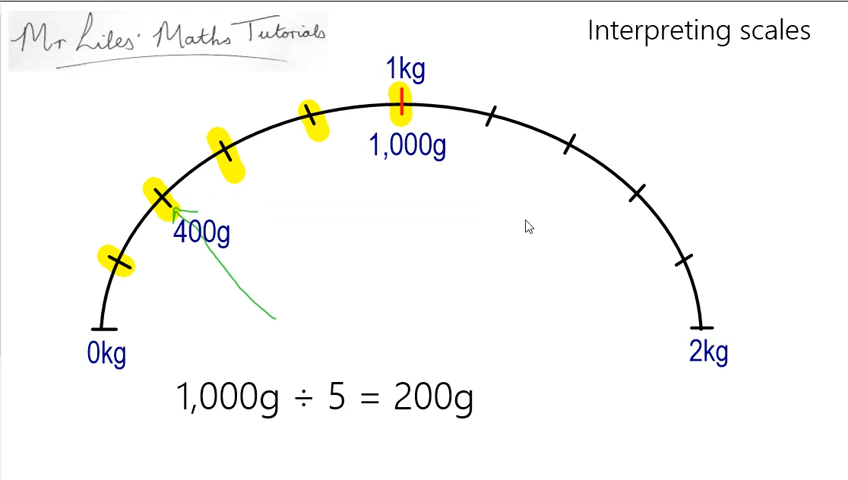 Mr Liles' Maths Tutorials
Interpreting scales
1kg
1,000g
400g
0kg
2kg
1,000g ÷ 5 = 200g